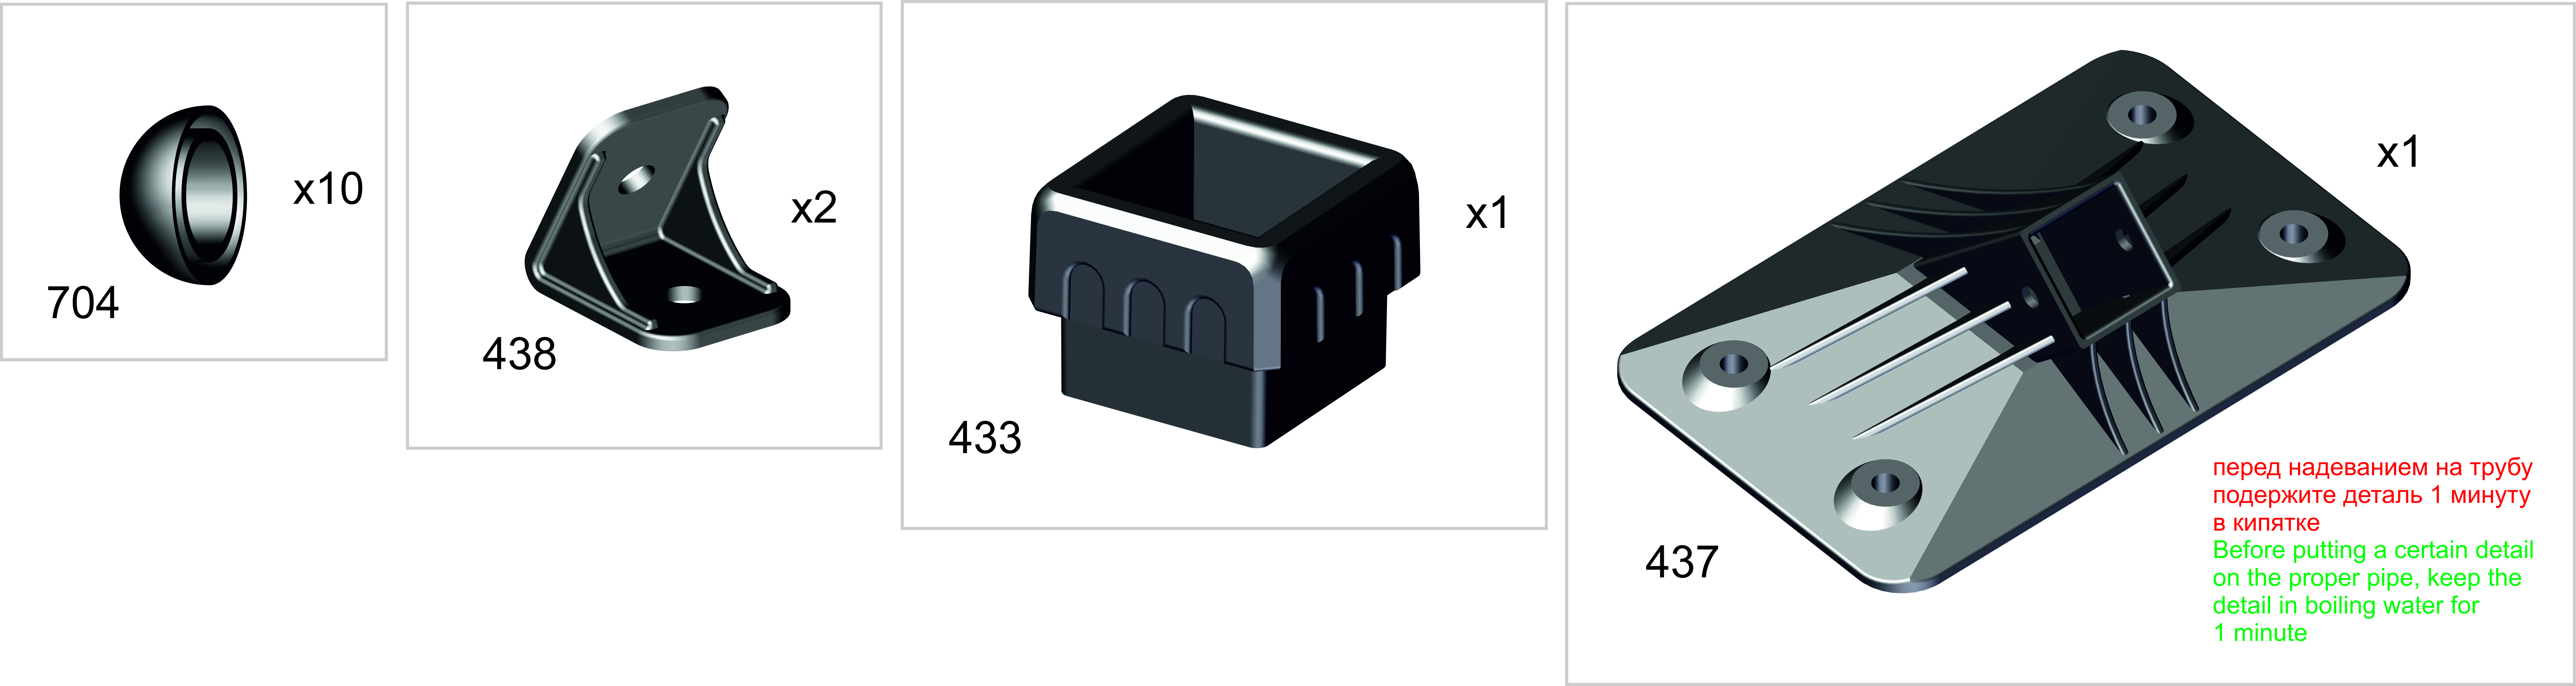 x10
704
x2
438
x1
433
x1
437
перед надеванием на трубу
подержите деталь 1 минуту
в кипятке
Before putting a certain detail
on the proper pipe, keep the
detail in boiling water for
1 minute